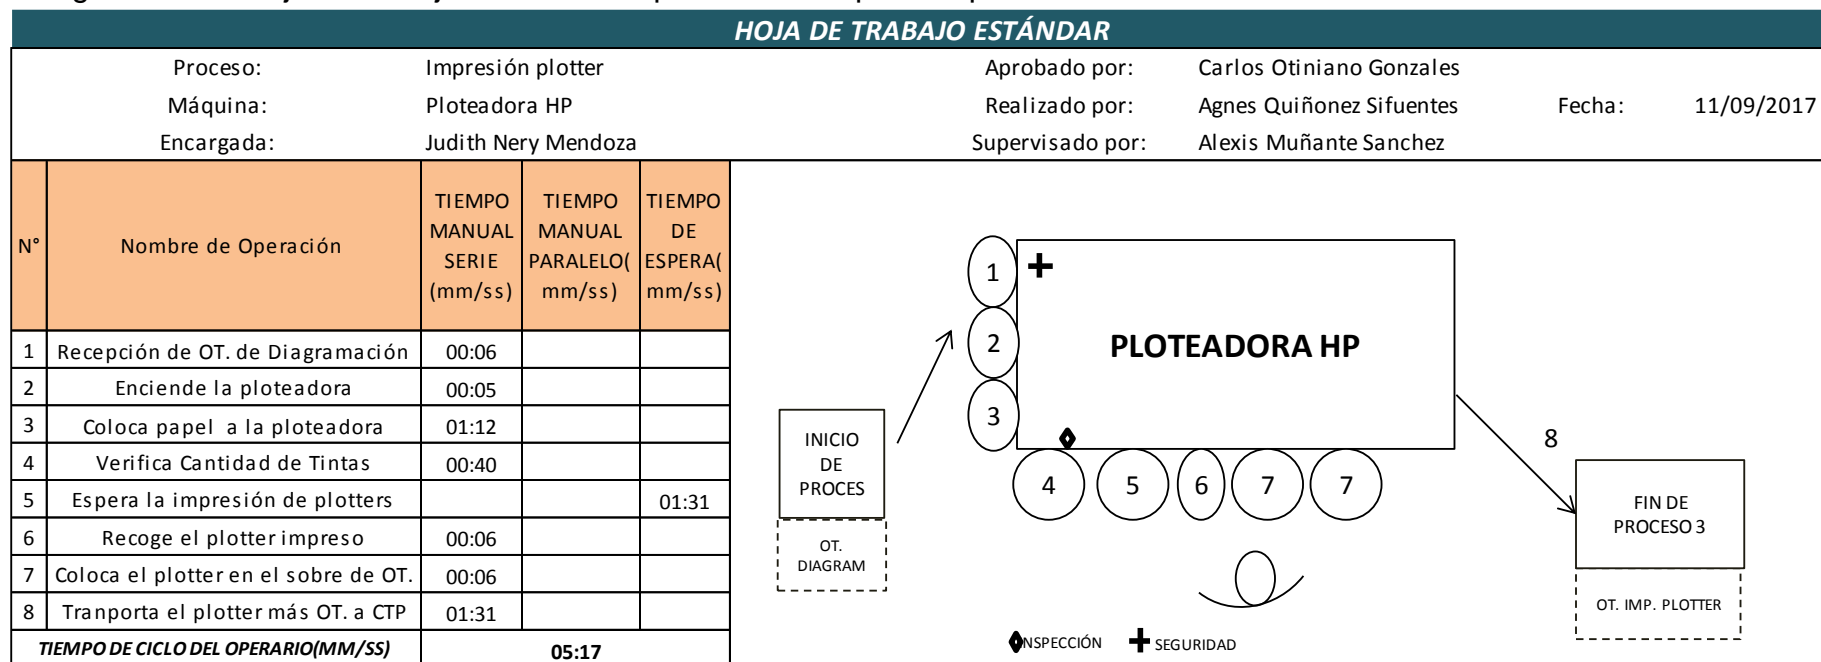 HOJA DE TRABAJO ESTÁNDAR
Proceso: Impresión plotter Aprobado por: Carlos Otiniano Gonzales
Máquina: Ploteadora HP Realizado por: Agnes Quiñonez Sifuentes Fecha: 11/09/2017
Encargada: Judith Nery Mendoza Supervisado por: Alexis Muñante Sanchez
N° Nombre de Operación TIEMPO MANUAL SERIE (mm/ss) TIEMPO MANUAL PARALELO( mm/ss) TIEMPO DE ESPERA( mm/ss)
1 Recepción de OT. de Diagramación 00:06
2 Enciende la ploteadora 00:05
3 Coloca papel a la ploteadora 01:12
4 Verifica Cantidad de Tintas 00:40
5 Espera la impresión de plotters 01:31
6 Recoge el plotter impreso 00:06
7 Coloca el plotter en el sobre de OT. 00:06
8 Tranporta el plotter más OT. a CTP 01:31
TIEMPO DE CICLO DEL OPERARIO(MM/SS) 05:17
INICIO
DE
PROCES
OT.
DIAGRAM
1
2
3
PLOTEADORA HP
4 5 6 7 7
8
FIN DE
PROCESO 3
OT. IMP. PLOTTER
NSPECCIÓN SEGURIDAD